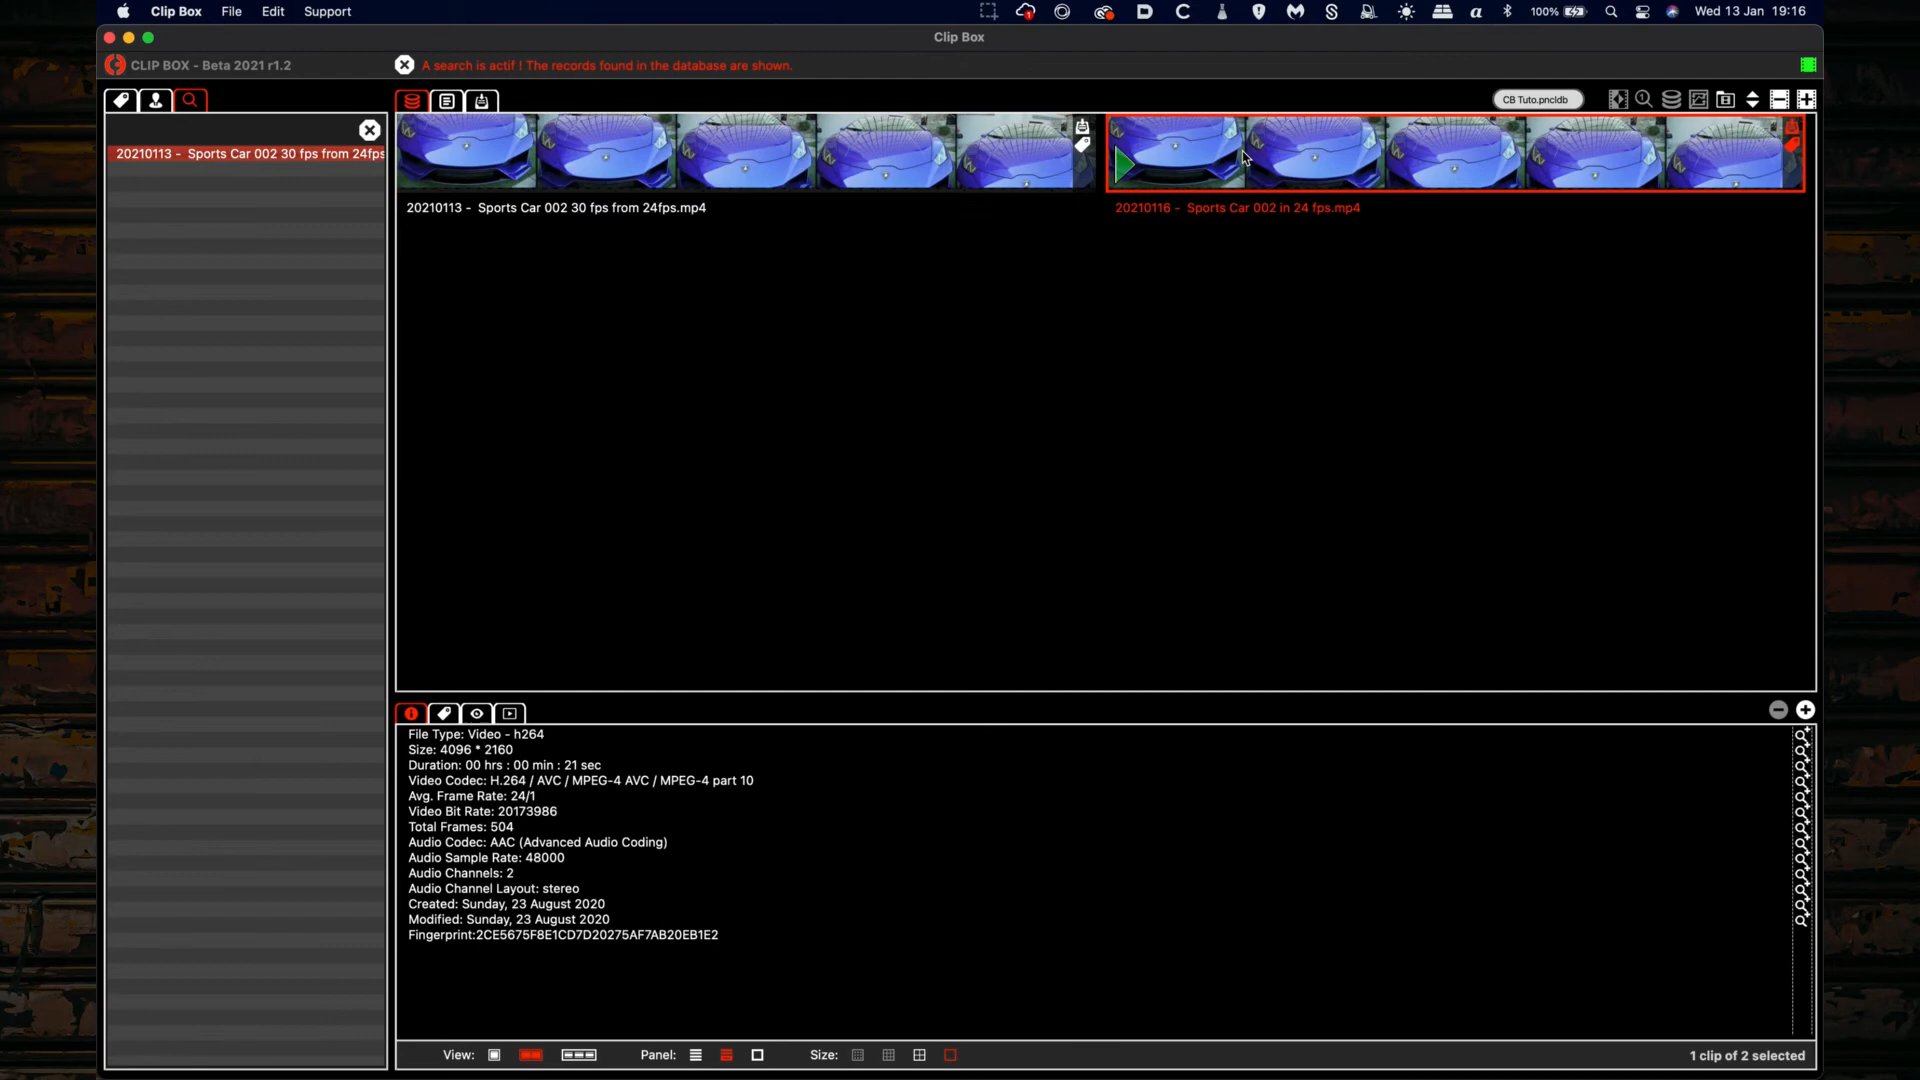 Clip Box File Edit Support 100% Wed 13 Jan 19:16
Clip Box
CLIP BOX - Beta 2021 r1.2
A search is actif ! The records found in the database are shown.
CB Tuto.pncldb
20210113 - Sports Car 002 30 fps from 24fps
20210113 - Sports Car 002 30 fps from 24fps.mp4
20210116 - Sports Car 002 in 24 fps.mp4
File Type: Video - h264
Size: 4096 * 2160
Duration: 00 hrs : 00 min : 21 sec
Video Codec: H.264 / AVC / MPEG-4 AVC / MPEG-4 part 10
Avg. Frame Rate: 24/1
Video Bit Rate: 20173986
Total Frames: 504
Audio Codec: AAC (Advanced Audio Coding)
Audio Sample Rate: 48000
Audio Channels: 2
Audio Channel Layout: stereo
Created: Sunday, 23 August 2020
Modified: Sunday, 23 August 2020
Fingerprint:2CE5675F8E1CD7D20275AF7AB20EB1E2
View: Panel: Size: 1 clip of 2 selected